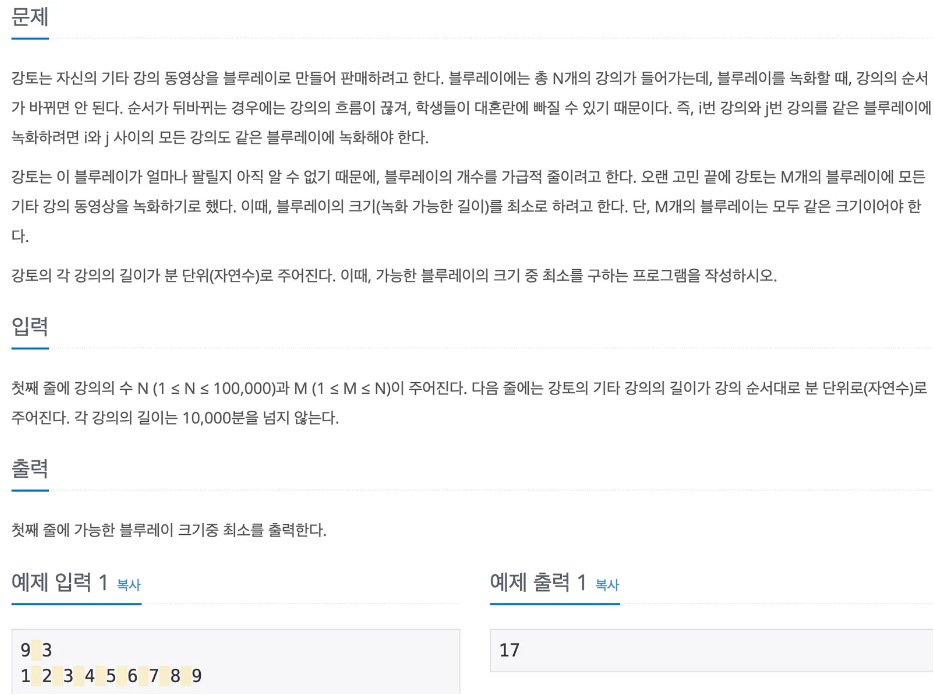 문제
강토는 자신의 기타 강의 동영상을 블루레이로 만들어 판매하려고 한다. 블루레이에는 총 N개의 강의가 들어가는데, 블루레이를 녹화할 때, 강의의 순서
가 바뀌면 안 된다. 순서가 뒤바뀌는 경우에는 강의의 흐름이 끊겨, 학생들이 대혼란에 빠질 수 있기 때문이다. 즉, i번 강의와 j번 강의를 같은 블루레이에
녹화하려면 i와 j 사이의 모든 강의도 같은 블루레이에 녹화해야 한다.
강토는 이 블루레이가 얼마나 팔릴지 아직 알 수 없기 때문에, 블루레이의 개수를 가급적 줄이려고 한다. 오랜 고민 끝에 강토는 M개의 블루레이에 모든
기타 강의 동영상을 녹화하기로 했다. 이때, 블루레이의 크기(녹화 가능한 길이)를 최소로 하려고 한다. 단, M개의 블루레이는 모두 같은 크기이어야 한
다.
강토의 각 강의의 길이가 분 단위(자연수)로 주어진다. 이때, 가능한 블루레이의 크기 중 최소를 구하는 프로그램을 작성하시오.
입력
첫째 줄에 강의의 수 N (1 ≤ N ≤ 100,000)과 M (1 ≤ M ≤ N)이 주어진다. 다음 줄에는 강토의 기타 강의의 길이가 강의 순서대로 분 단위로(자연수)로
주어진다. 각 강의의 길이는 10,000분을 넘지 않는다.
출력
첫째 줄에 가능한 블루레이 크기중 최소를 출력한다.
예제 입력 1 복사
9 3
1 2 3 4 5 6 7 8 9
예제 출력 1 복사
17